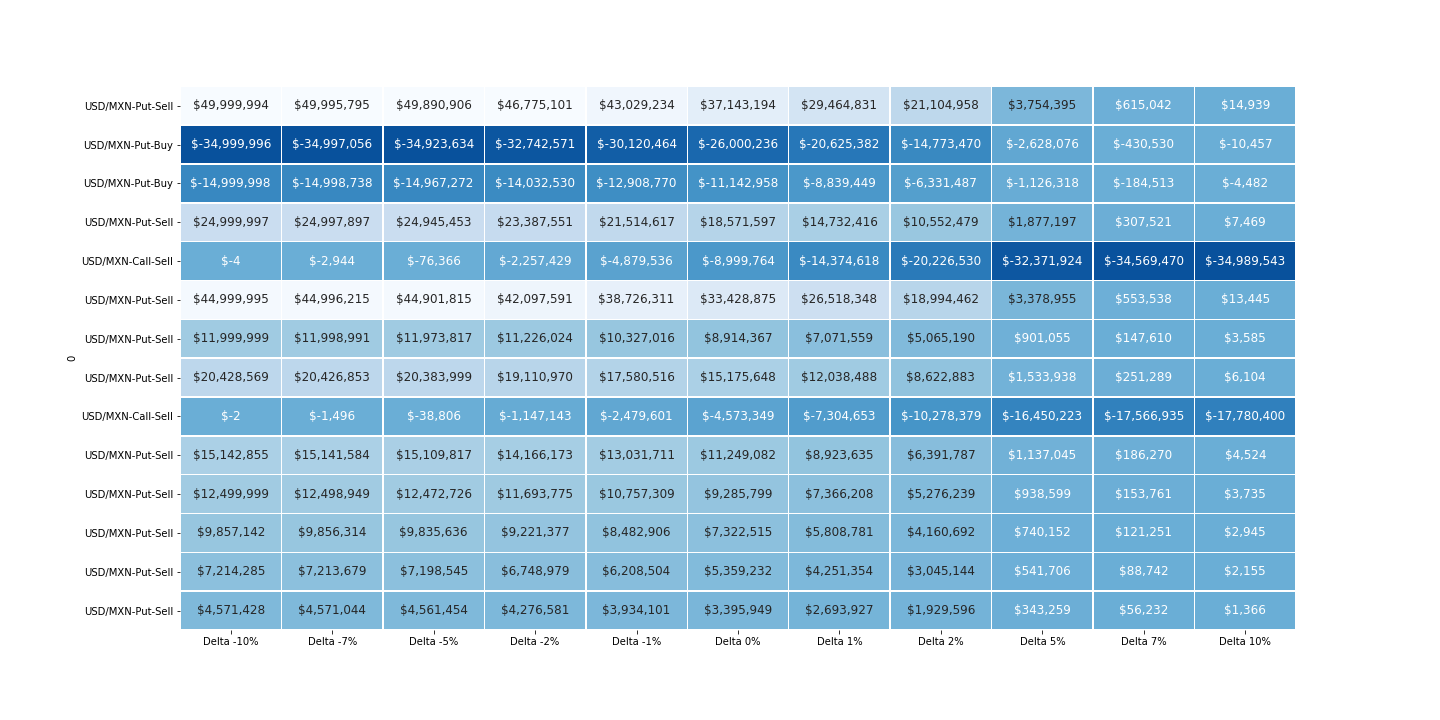 USD/MXN-Put-Sell $49,999,994 $49,995,795 $49,890,906 $46,775,101 $43,029,234 $37,143,194 $29,464,831 $21,104,958 $3,754,395 $615,042 $14,939
USD/MXN-Put-Buy $-34,999,996 $-34,997,056 $-34,923,634 $-32,742,571 $-30,120,464 $-26,000,236 $-20,625,382 $-14,773,470 $-2,628,076 $-430,530 $-10,457
USD/MXN-Put-Buy $-14,999,998 $-14,998,738 $-14,967,272 $-14,032,530 $-12,908,770 $-11,142,958 $-8,839,449 $-6,331,487 $-1,126,318 $-184,513 $-4,482
USD/MXN-Put-Sell $24,999,997 $24,997,897 $24,945,453 $23,387,551 $21,514,617 $18,571,597 $14,732,416 $10,552,479 $1,877,197 $307,521 $7,469
USD/MXN-Call-Sell $-4 $-2,944 $-76,366 $-2,257,429 $-4,879,536 $-8,999,764 $-14,374,618 $-20,226,530 $-32,371,924 $-34,569,470 $-34,989,543
USD/MXN-Put-Sell $44,999,995 $44,996,215 $44,901,815 $42,097,591 $38,726,311 $33,428,875 $26,518,348 $18,994,462 $3,378,955 $553,538 $13,445
USD/MXN-Put-Sell $11,999,999 $11,998,991 $11,973,817 $11,226,024 $10,327,016 $8,914,367 $7,071,559 $5,065,190 $901,055 $147,610 $3,585
0
USD/MXN-Put-Sell $20,428,569 $20,426,853 $20,383,999 $19,110,970 $17,580,516 $15,175,648 $12,038,488 $8,622,883 $1,533,938 $251,289 $6,104
USD/MXN-Call-Sell $-2 $-1,496 $-38,806 $-1,147,143 $-2,479,601 $-4,573,349 $-7,304,653 $-10,278,379 $-16,450,223 $-17,566,935 $-17,780,400
USD/MXN-Put-Sell $15,142,855 $15,141,584 $15,109,817 $14,166,173 $13,031,711 $11,249,082 $8,923,635 $6,391,787 $1,137,045 $186,270 $4,524
USD/MXN-Put-Sell $12,499,999 $12,498,949 $12,472,726 $11,693,775 $10,757,309 $9,285,799 $7,366,208 $5,276,239 $938,599 $153,761 $3,735
USD/MXN-Put-Sell $9,857,142 $9,856,314 $9,835,636 $9,221,377 $8,482,906 $7,322,515 $5,808,781 $4,160,692 $740,152 $121,251 $2,945
USD/MXN-Put-Sell $7,214,285 $7,213,679 $7,198,545 $6,748,979 $6,208,504 $5,359,232 $4,251,354 $3,045,144 $541,706 $88,742 $2,155
USD/MXN-Put-Sell $4,571,428 $4,571,044 $4,561,454 $4,276,581 $3,934,101 $3,395,949 $2,693,927 $1,929,596 $343,259 $56,232 $1,366
Delta -10% Delta -7% Delta -5% Delta -2% Delta -1% Delta 0% Delta 1% Delta 2% Delta 5% Delta 7% Delta 10%